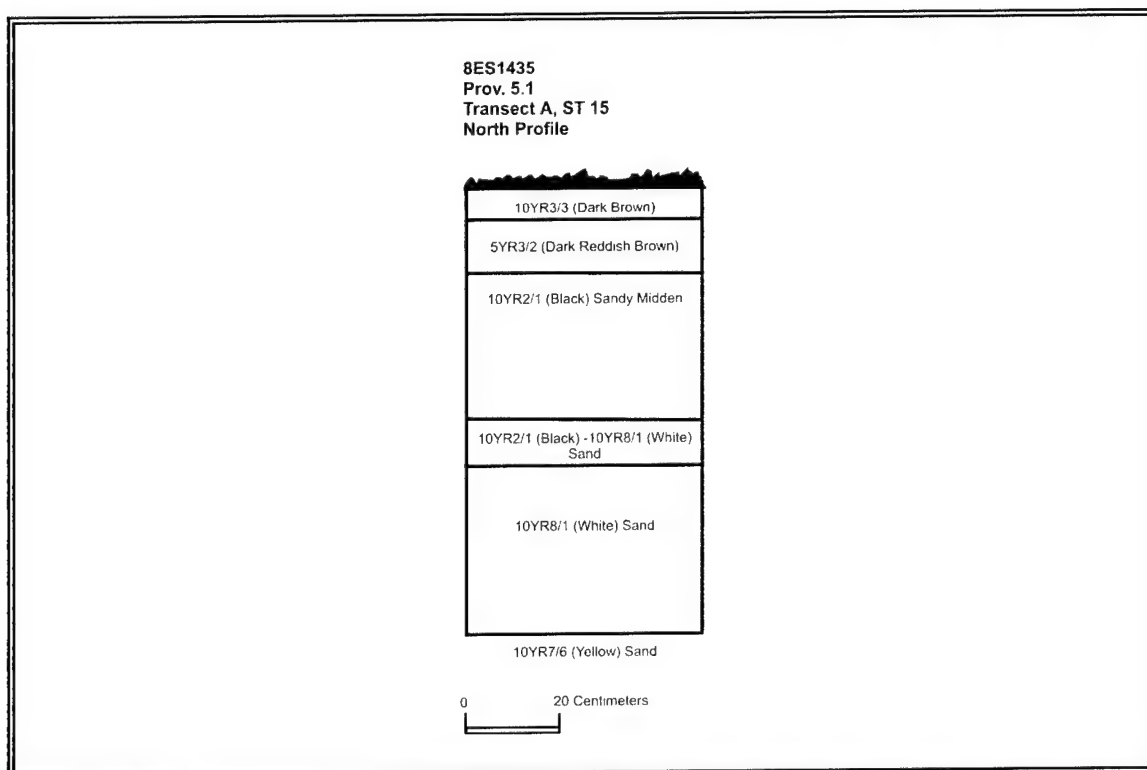 8ES1435
Prov. 5.1
Transect A, ST 15
North Profile
10YR3/3 (Dark Brown)
5YR3/2 (Dark Reddish Brown)
10YR2/1 (Black) Sandy Midden
10YR2/1 (Black) -10YR8/1 (White)
Sand
10YR8/1 (White) Sand
10YR7/6 (Yellow) Sand
0 20 Centimeters